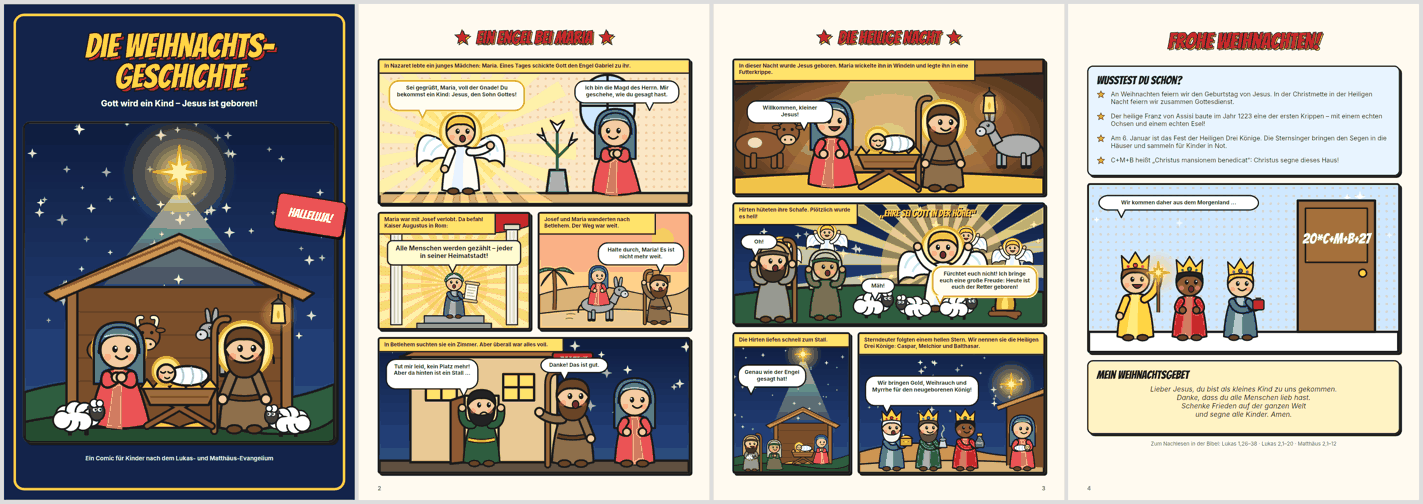 DIE WEIHNACHTS-
GESCHICHTE
Gott wird ein Kind – Jesus ist geboren!
HALLELUJA!
Ein Comic für Kinder nach dem Lukas- und Matthäus-Evangelium
EIN ENGEL BEI MARIA
In Nazaret lebte ein junges Mädchen: Maria. Eines Tages schickte Gott den Engel Gabriel zu ihr.
Sei gegrüßt, Maria, voll der Gnade! Du
bekommst ein Kind: Jesus, den Sohn Gottes!
Ich bin die Magd des Herrn. Mir
geschehe, wie du gesagt hast.
Maria war mit Josef verlobt. Da befahl
Kaiser Augustus in Rom:
Alle Menschen werden gezählt – jeder
in seiner Heimatstadt!
Josef und Maria wanderten nach
Betlehem. Der Weg war weit.
Halte durch, Maria! Es ist
nicht mehr weit.
In Betlehem suchten sie ein Zimmer. Aber überall war alles voll.
Tut mir leid, kein Platz mehr!
Aber da hinten ist ein Stall …
Danke! Das ist gut.
2
DIE HEILIGE NACHT
In dieser Nacht wurde Jesus geboren. Maria wickelte ihn in Windeln und legte ihn in eine
Futterkrippe.
Willkommen, kleiner
Jesus!
Hirten hüteten ihre Schafe. Plötzlich wurde
es hell!
„EHRE SEI GOTT IN DER HÖHE!“
Oh!
Mäh!
Fürchtet euch nicht! Ich bringe
euch eine große Freude: Heute ist
euch der Retter geboren!
Die Hirten liefen schnell zum Stall.
Genau wie der Engel
gesagt hat!
Sterndeuter folgten einem hellen Stern. Wir nennen sie die Heiligen
Drei Könige: Caspar, Melchior und Balthasar.
Wir bringen Gold, Weihrauch und
Myrrhe für den neugeborenen König!
3
FROHE WEIHNACHTEN!
WUSSTEST DU SCHON?
An Weihnachten feiern wir den Geburtstag von Jesus. In der Christmette in der Heiligen
Nacht feiern wir zusammen Gottesdienst.
Der heilige Franz von Assisi baute im Jahr 1223 eine der ersten Krippen – mit einem echten
Ochsen und einem echten Esel!
Am 6. Januar ist das Fest der Heiligen Drei Könige. Die Sternsinger bringen den Segen in die
Häuser und sammeln für Kinder in Not.
C+M+B heißt „Christus mansionem benedicat“: Christus segne dieses Haus!
Wir kommen daher aus dem Morgenland …
20*C+M+B+27
MEIN WEIHNACHTSGEBET
Lieber Jesus, du bist als kleines Kind zu uns gekommen.
Danke, dass du alle Menschen lieb hast.
Schenke Frieden auf der ganzen Welt
und segne alle Kinder. Amen.
Zum Nachlesen in der Bibel: Lukas 1,26–38 · Lukas 2,1–20 · Matthäus 2,1–12
4